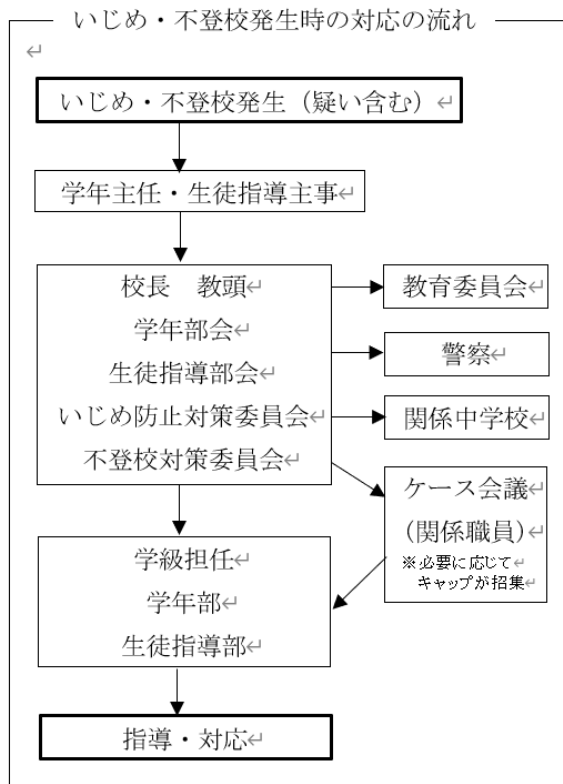 いじめ・不登校発生時の対応の流れ
いじめ・不登校発生（疑い含む）
学年主任・生徒指導主事
校長　教頭
学年部会
生徒指導部会
いじめ防止対策委員会
不登校対策委員会
教育委員会
警察
関係中学校
ケース会議
（関係職員）
※必要に応じて
キャップが招集
学級担任
学年部
生徒指導部
指導・対応